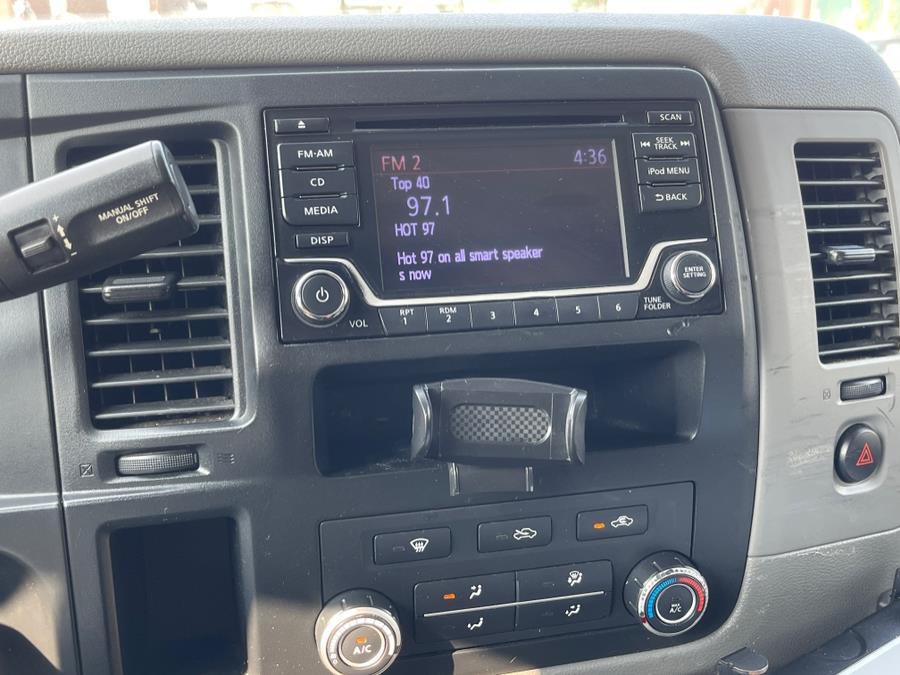 SCAN
FM·AM
SEEK
TRACK
FM 2 4:36
Top 40
CD
iPod MENU
97.1
MEDIA
BACK
HOT 97
MANUAL SHIFT
ON/OFF
+
-
DISP
Hot 97 on all smart speaker
s now
ENTER
SETTING
VOL
RPT
1
RDM
2
3
4
5
6
TUNE
FOLDER
A/C
MAX
A/C